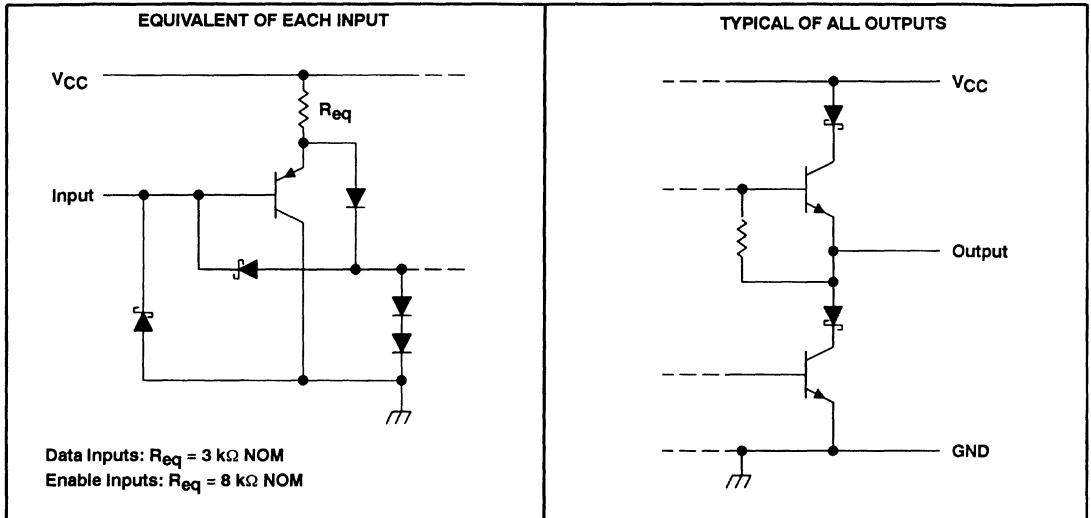 EQUIVALENT OF EACH INPUT
VCC
Req
Input
Data Inputs: Req = 3 kΩ NOM
Enable Inputs: Req = 8 kΩ NOM
TYPICAL OF ALL OUTPUTS
VCC
Output
GND